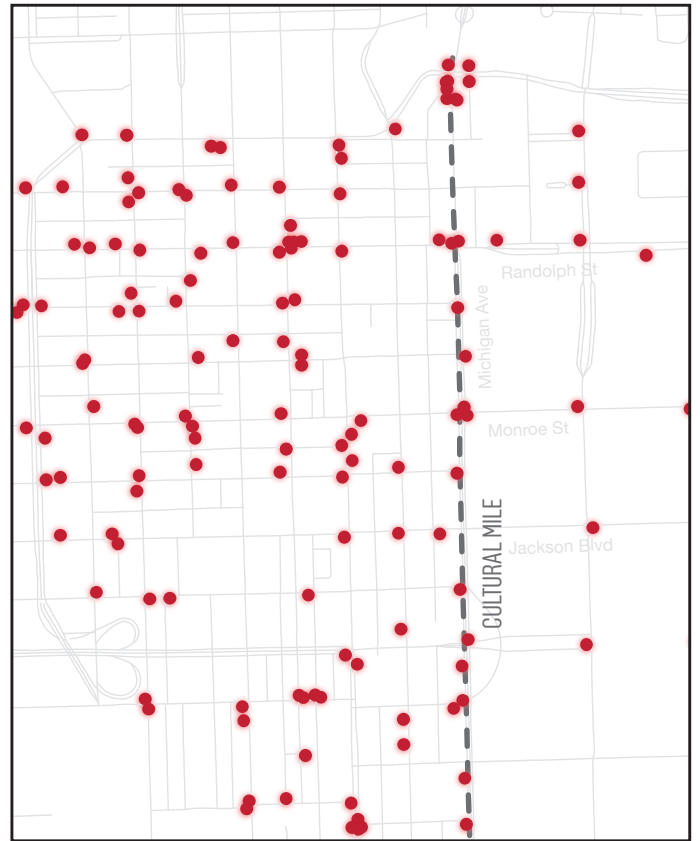 Randolph St
Michigan Ave
Monroe St
CULTURAL MILE
Jackson Blvd